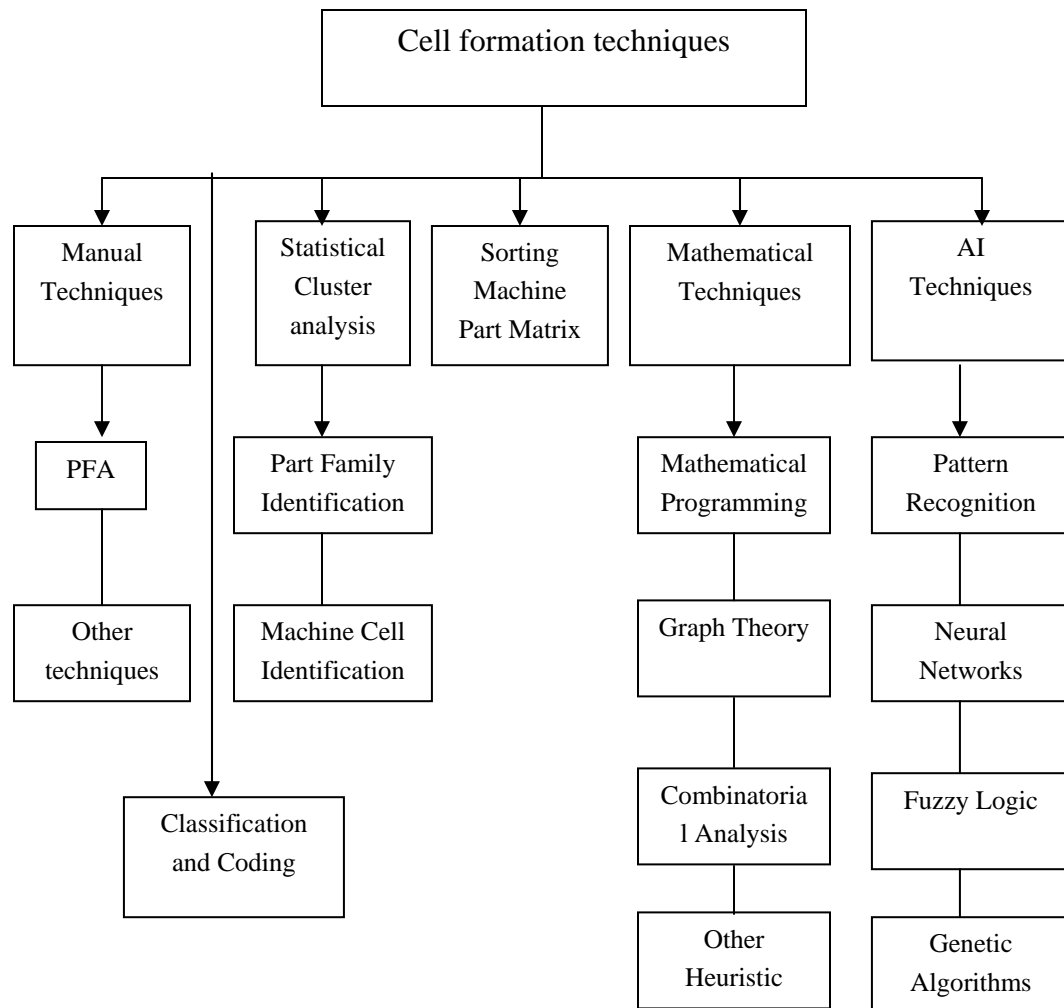 Cell formation techniques
Manual
Techniques
Statistical
Cluster
analysis
Sorting
Machine
Part Matrix
Mathematical
Techniques
AI
Techniques
PFA
Part Family
Identification
Mathematical
Programming
Pattern
Recognition
Other
techniques
Machine Cell
Identification
Graph Theory
Neural
Networks
Classification
and Coding
Combinatoria
l Analysis
Fuzzy Logic
Other
Heuristic
Genetic
Algorithms